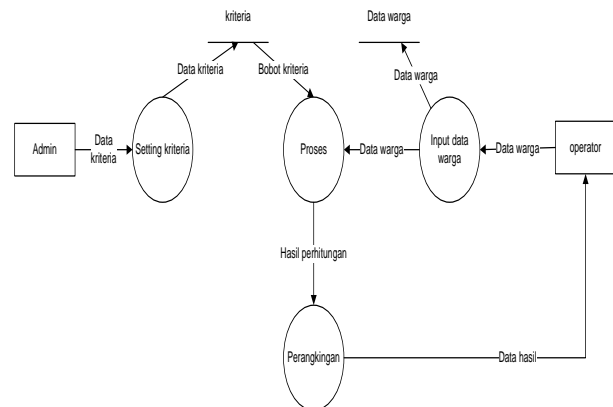 kriteria
Data warga
Data kriteria
Bobot kriteria
Data warga
Admin
Data
kriteria
Setting kriteria
Proses
Data warga
Input data
warga
Data warga
operator
Hasil perhitungan
Perangkingan
Data hasil